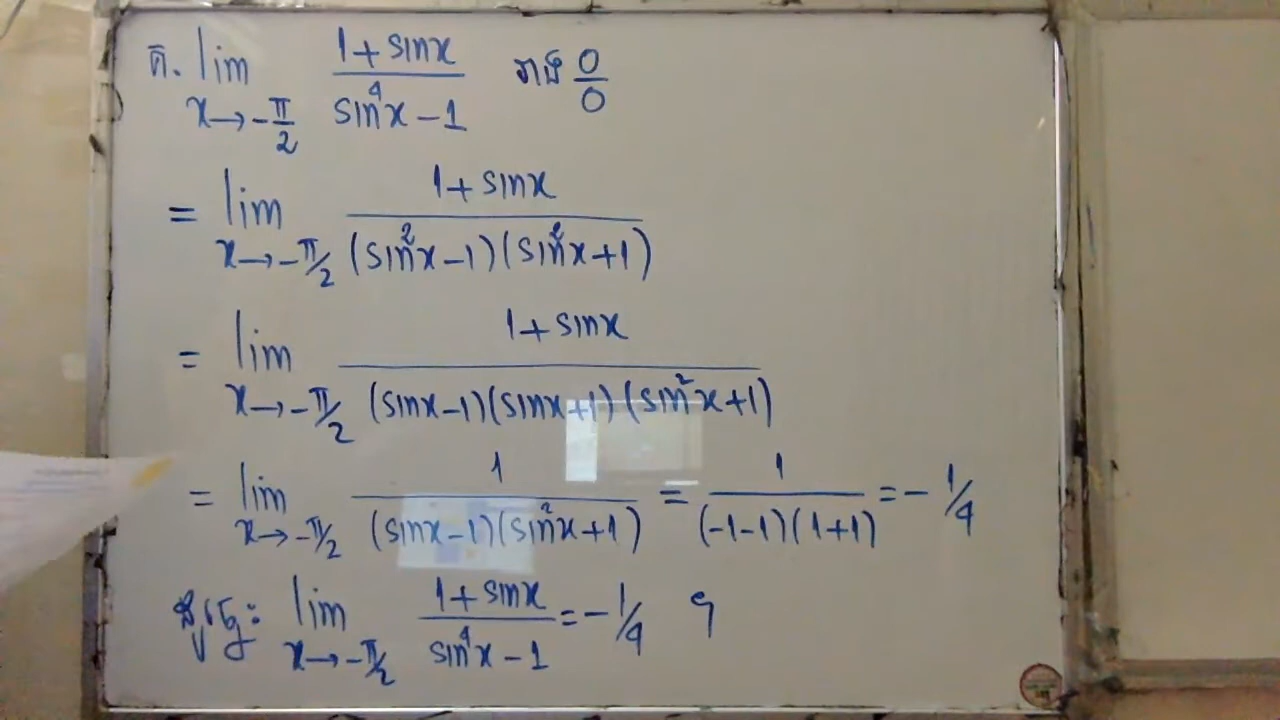 គ. lim x→-π/2 (1+sinx)/(sin⁴x-1) រាង 0/0
= lim x→-π/2 (1+sinx)/((sin²x-1)(sin²x+1))
= lim x→-π/2 (1+sinx)/((sinx-1)(sinx+1)(sin²x+1))
= lim x→-π/2 1/((sinx-1)(sin²x+1)) = 1/((-1-1)(1+1)) = -1/4
ដូច្នេះ: lim x→-π/2 (1+sinx)/(sin⁴x-1) = -1/4 ។